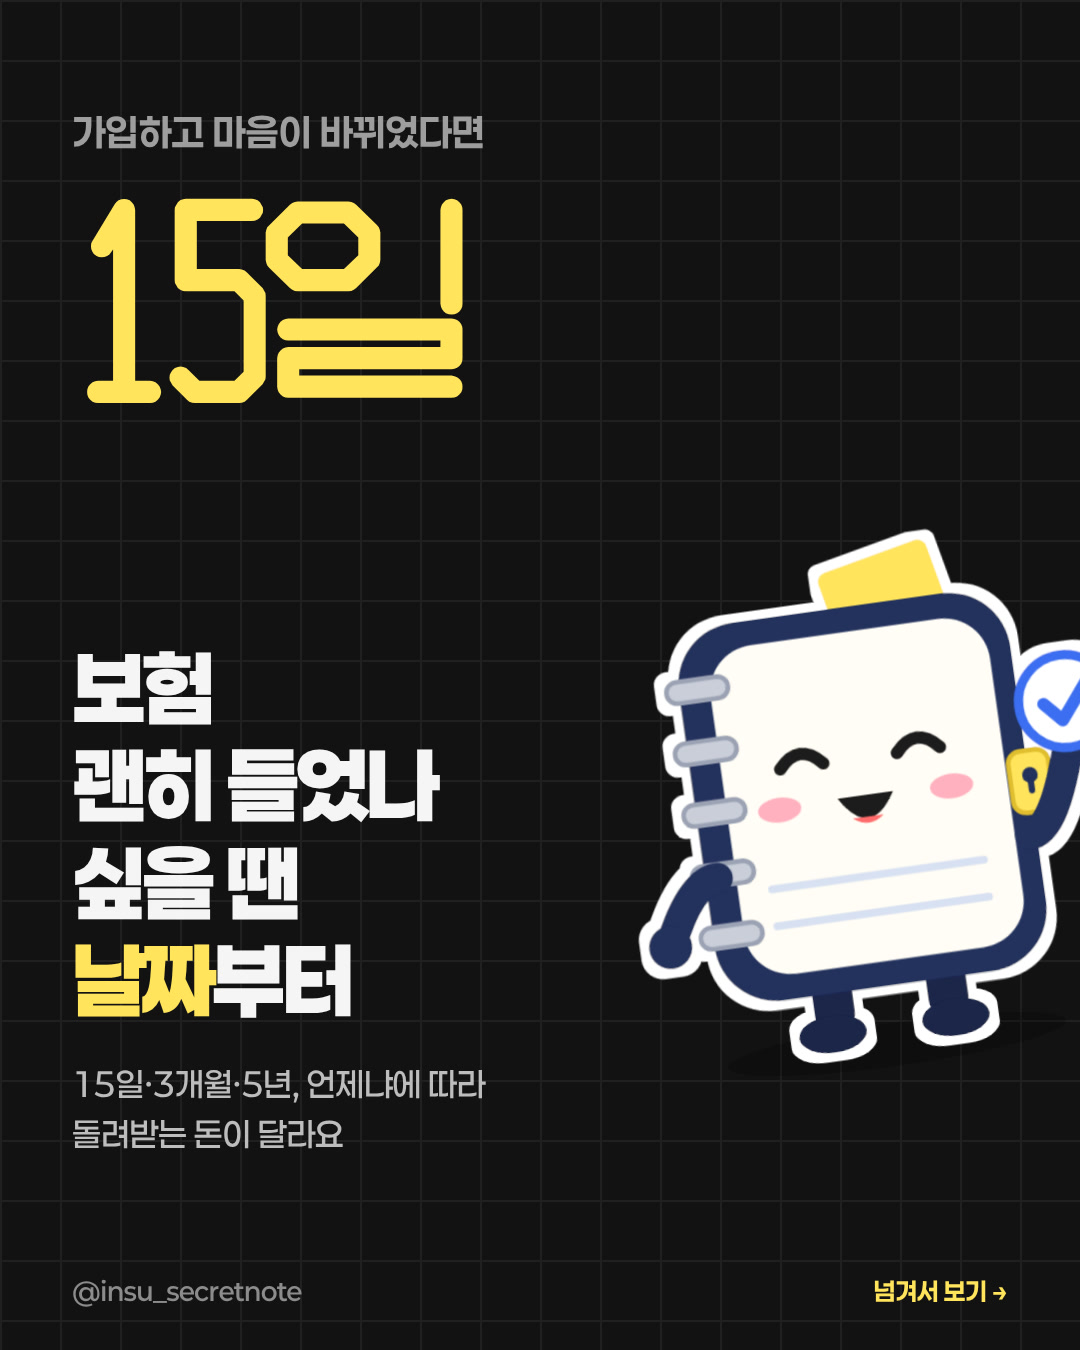 가입하고 마음이 바뀌었다면
15일
보험
괜히 들었나
싶을 땐
날짜부터
15일·3개월·5년, 언제냐에 따라
돌려받는 돈이 달라요
@insu_secretnote
넘겨서 보기 →